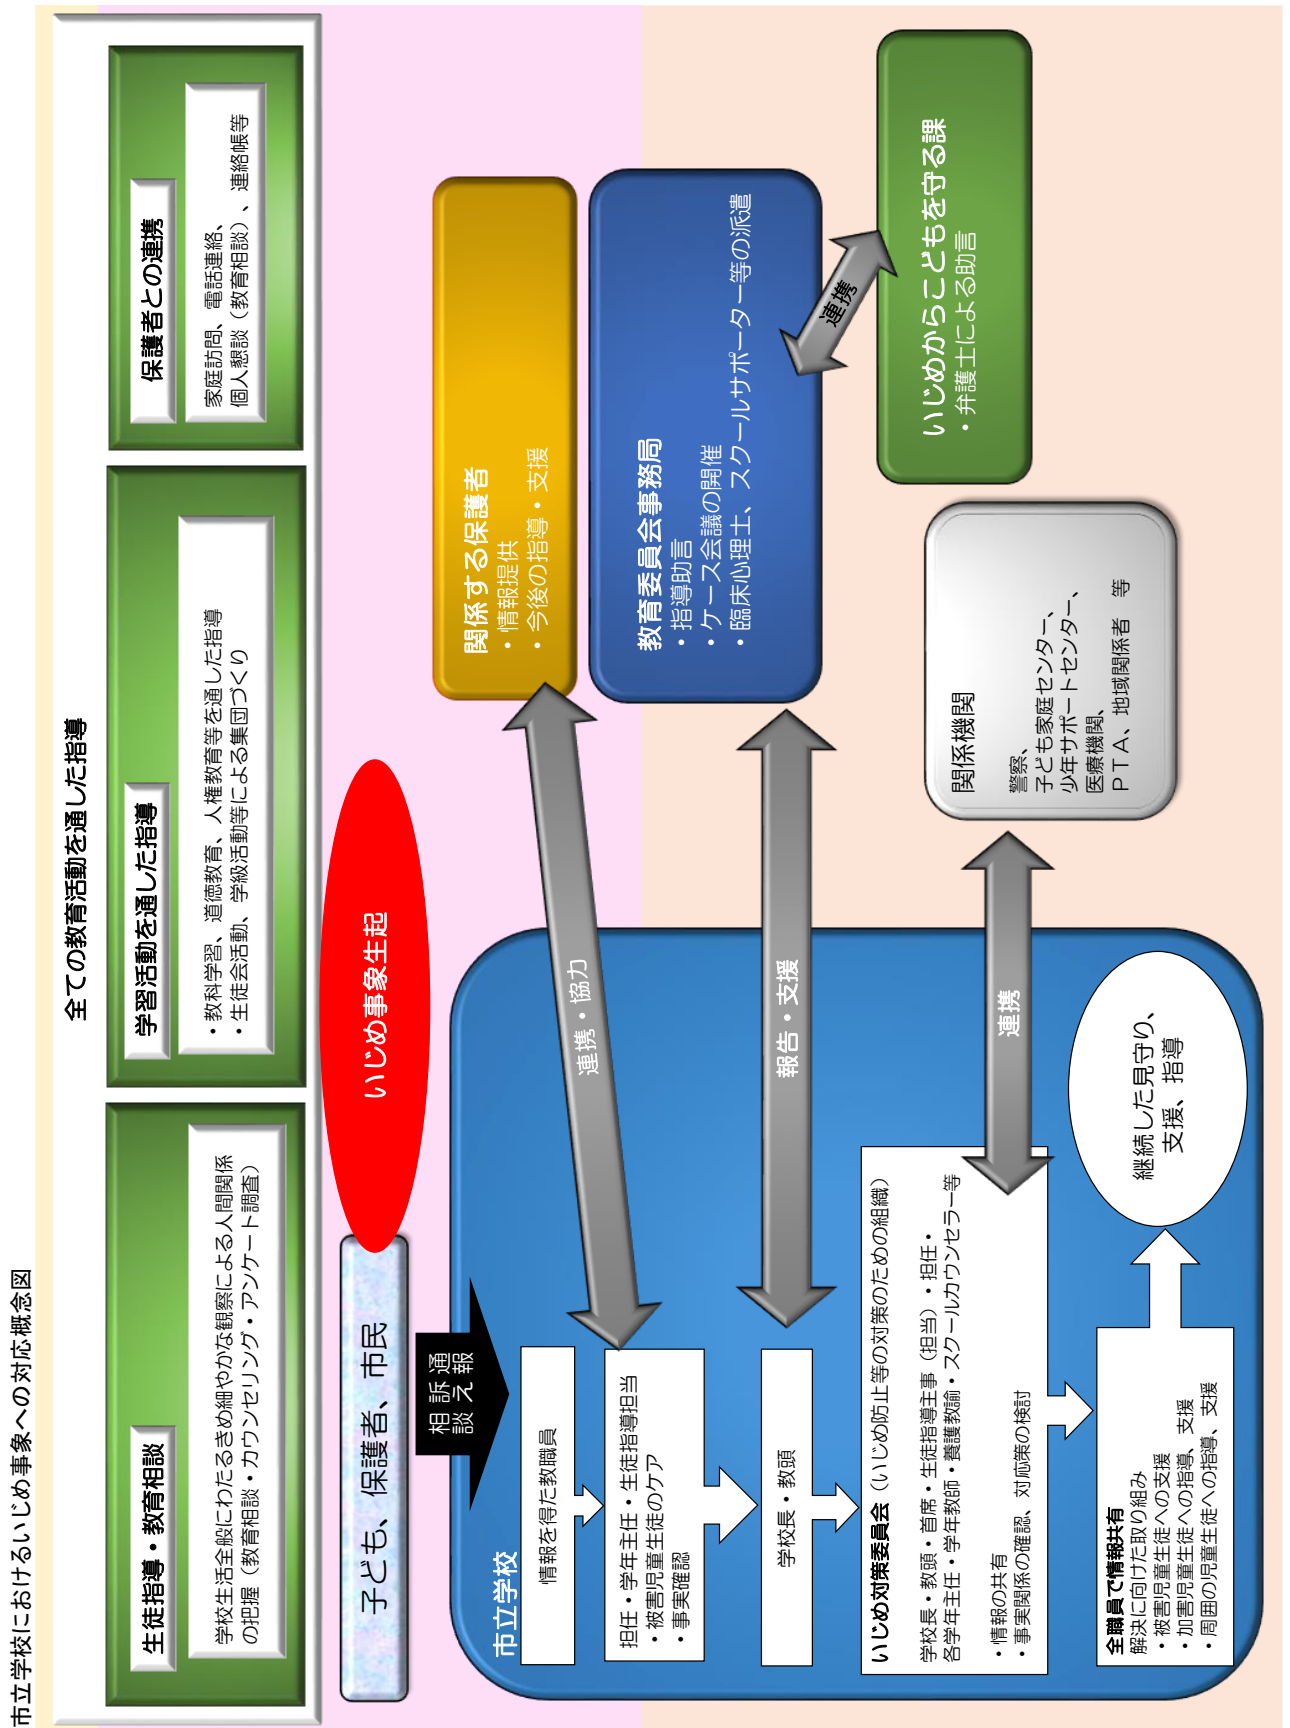 市立学校におけるいじめ事象への対応概念図
全ての教育活動を通した指導
生徒指導・教育相談
学校生活全般にわたるきめ細やかな観察による人間関係
の把握（教育相談・カウンセリング・アンケート調査）
学習活動を通した指導
・教科学習、道徳教育、人権教育等を通した指導
・生徒会活動、学級活動等による集団づくり
保護者との連携
家庭訪問、電話連絡、
個人懇談（教育相談）、連絡帳等
子ども、保護者、市民
いじめ事象生起
相談
訴え
通報
市立学校
情報を得た教職員
担任・学年主任・生徒指導担当
・被害児童生徒のケア
・事実確認
学校長・教頭
いじめ対策委員会（いじめ防止等の対策のための組織）
学校長・教頭・首席・生徒指導主事（担当）・担任・
各学年主任・学年教師・養護教諭・スクールカウンセラー等
・情報の共有
・事実関係の確認、対応策の検討
全職員で情報共有
解決に向けた取り組み
・被害児童生徒への支援
・加害児童生徒への指導、支援
・周囲の児童生徒への指導、支援
継続した見守り、
支援、指導
連携・協力
報告・支援
連携
関係する保護者
・情報提供
・今後の指導・支援
教育委員会事務局
・指導助言
・ケース会議の開催
・臨床心理士、スクールサポーター等の派遣
連携
いじめからこどもを守る課
・弁護士による助言
関係機関
警察、
子ども家庭センター、
少年サポートセンター、
医療機関、
ＰＴＡ、地域関係者　等